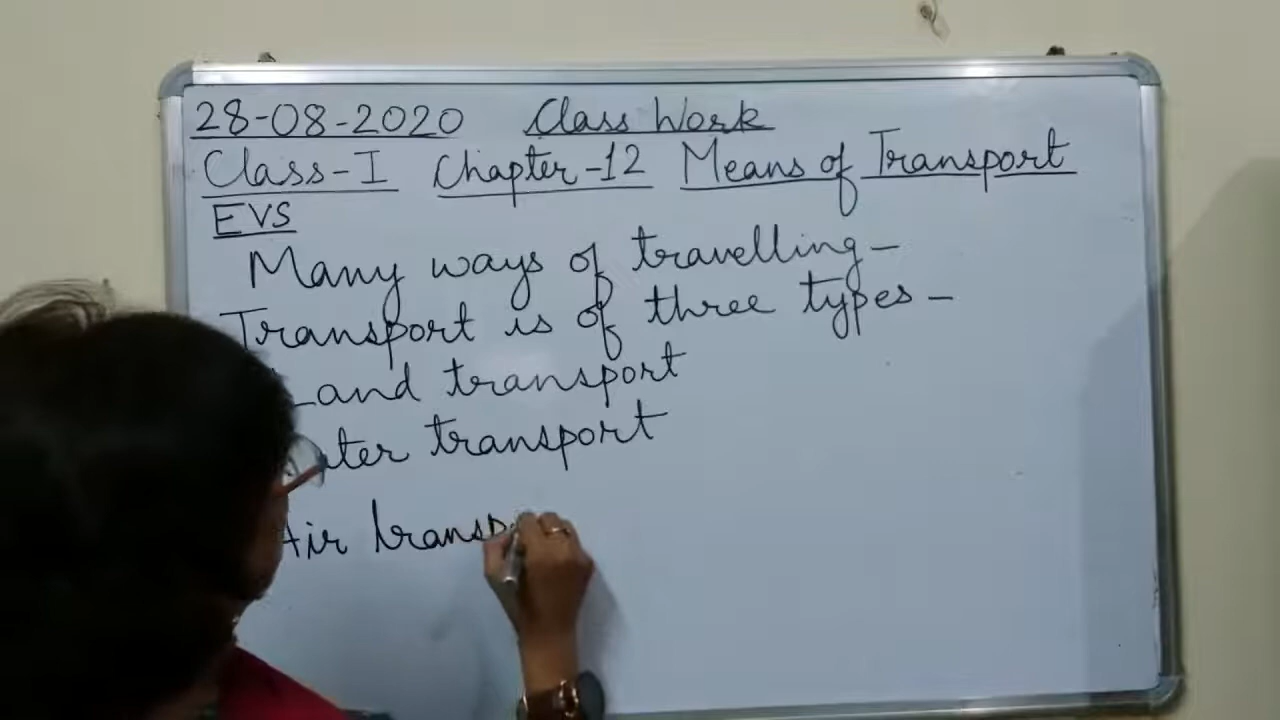 28-08-2020 Class Work
Class-I Chapter-12 Means of Transport
EVS
Many ways of travelling-
Transport is of three types-
Land transport
transport
Air